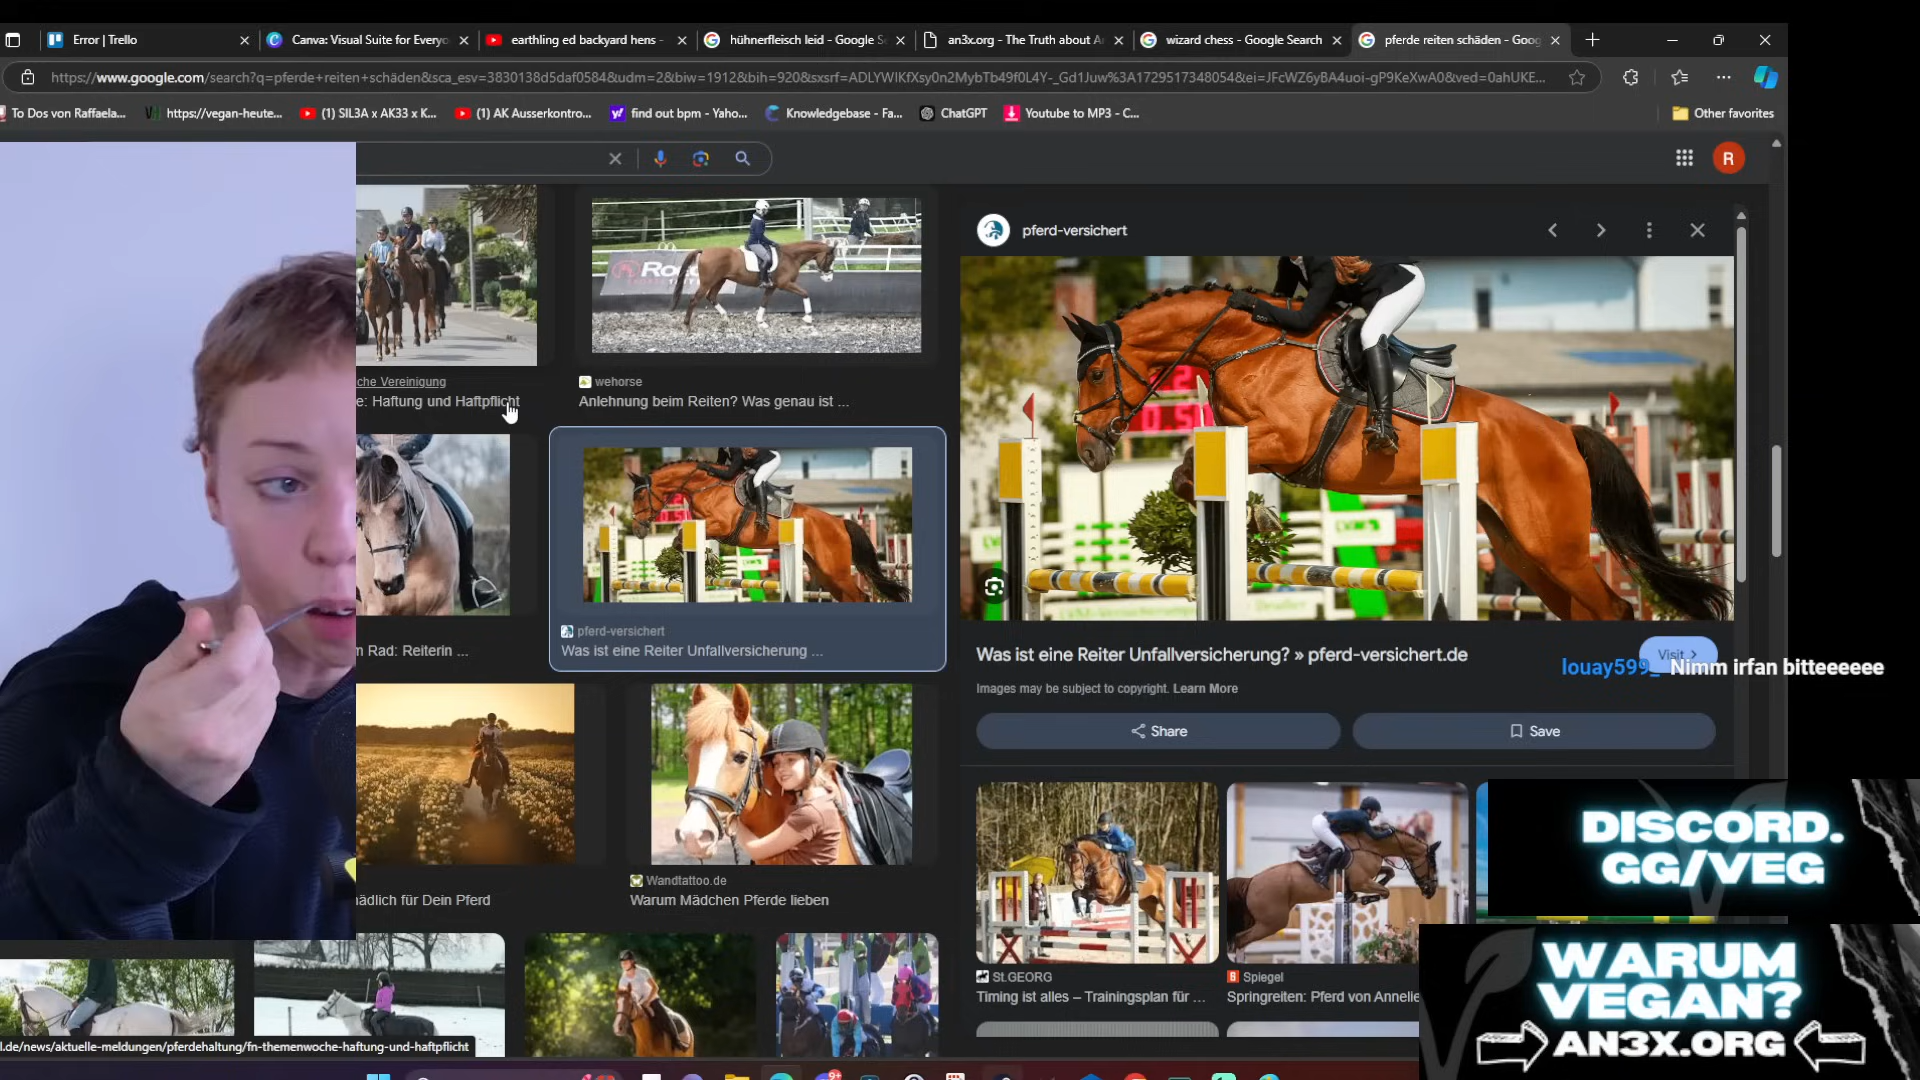 Error | Trello
Canva: Visual Suite for Everyo
earthling ed backyard hens -
hühnerfleisch leid - Google S
an3x.org - The Truth about A
wizard chess - Google Search
pferde reiten schäden - Goog
https://www.google.com/search?q=pferde+reiten+schäden&sca_esv=3830138d5daf0584&udm=2&biw=1912&bih=920&sxsrf=ADLYWIKfXsy0n2MybTb49f0L4Y-_Gd1Juw%3A1729517348054&ei=JFcWZ6yBA4uoi-gP9KeXwA0&ved=0ahUKE...
To Dos von Raffaela...
https://vegan-heute...
(1) SIL3A x AK33 x K...
(1) AK Ausserkontro...
find out bpm - Yahoo...
Knowledgebase - Fa...
ChatGPT
Youtube to MP3 - C...
Other favorites
R
pferd-versichert
che Vereinigung
e: Haftung und Haftpflicht
wehorse
Anlehnung beim Reiten? Was genau ist ...
m Rad: Reiterin ...
pferd-versichert
Was ist eine Reiter Unfallversicherung ...
Was ist eine Reiter Unfallversicherung? » pferd-versichert.de
Visit
louay599_ Nimm irfan bitteeeeee
Images may be subject to copyright. Learn More
Share
Save
ädlich für Dein Pferd
Wandtattoo.de
Warum Mädchen Pferde lieben
St.GEORG
Timing ist alles – Trainingsplan für ...
Spiegel
Springreiten: Pferd von Annelie
DISCORD.
GG/VEG
WARUM
VEGAN?
AN3X.ORG
l.de/news/aktuelle-meldungen/pferdehaltung/fn-themenwoche-haftung-und-haftpflicht
9+